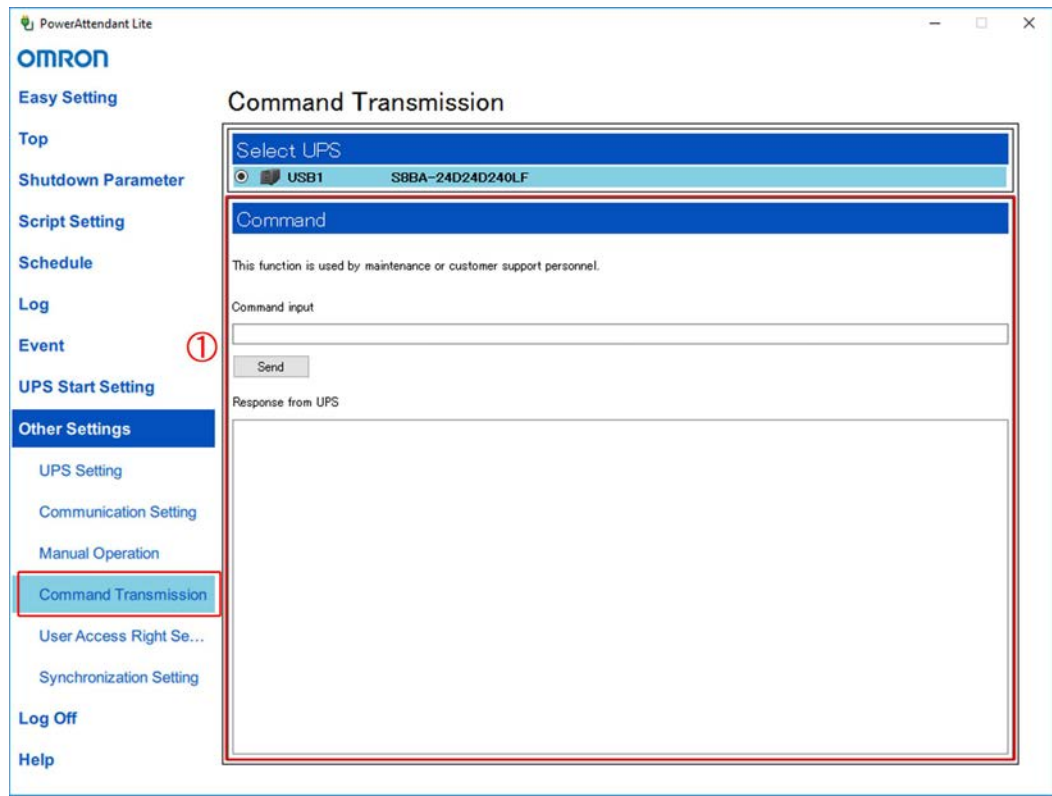 PowerAttendant Lite
OMRON
Easy Setting
Top
Shutdown Parameter
Script Setting
Schedule
Log
Event
UPS Start Setting
Other Settings
UPS Setting
Communication Setting
Manual Operation
Command Transmission
User Access Right Se...
Synchronization Setting
Log Off
Help
Command Transmission
Select UPS
USB1 S8BA-24D24D240LF
①
Command
This function is used by maintenance or customer support personnel.
Command input
Send
Response from UPS